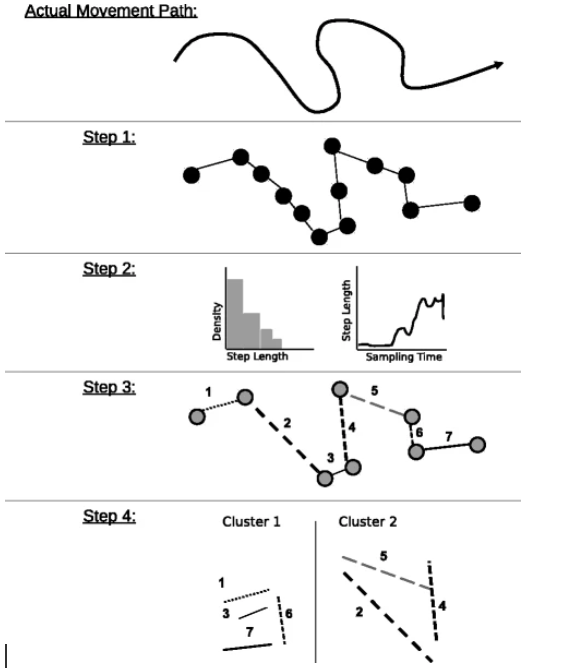 Actual Movement Path:
Step 1:
Step 2:
Density
Step Length
Step Length
Sampling Time
Step 3:
1
2
3
4
5
6
7
Step 4:
Cluster 1
Cluster 2
1
3
6
7
5
4
2